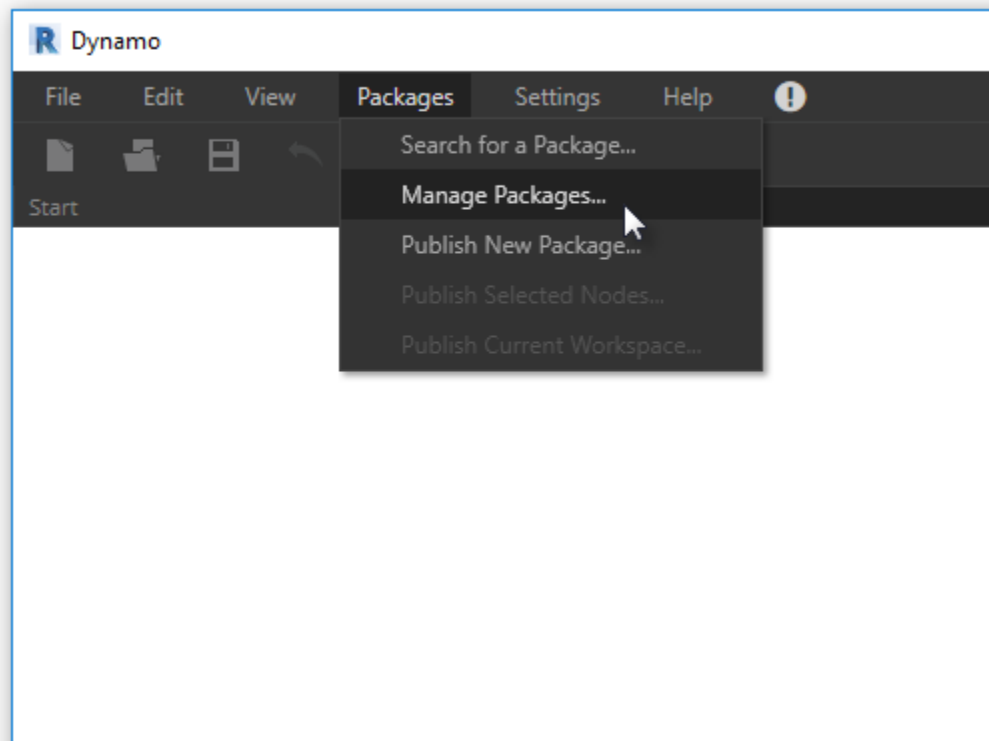 Dynamo
File Edit View Packages Settings Help
Search for a Package...
Manage Packages...
Start
Publish New Package...
Publish Selected Nodes...
Publish Current Workspace...